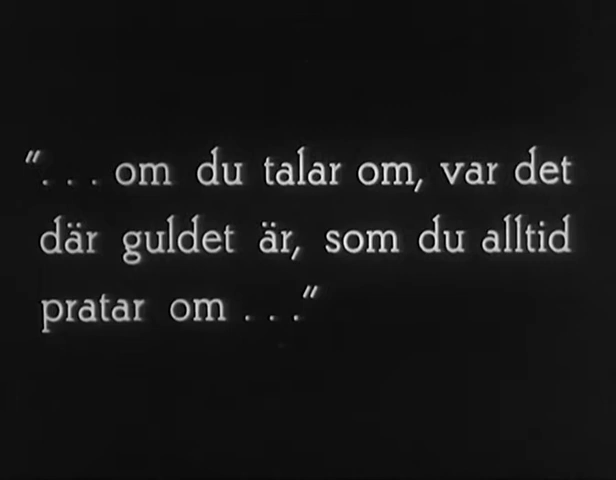 ". . . om du talar om, var det
där guldet är, som du alltid
pratar om . . ."